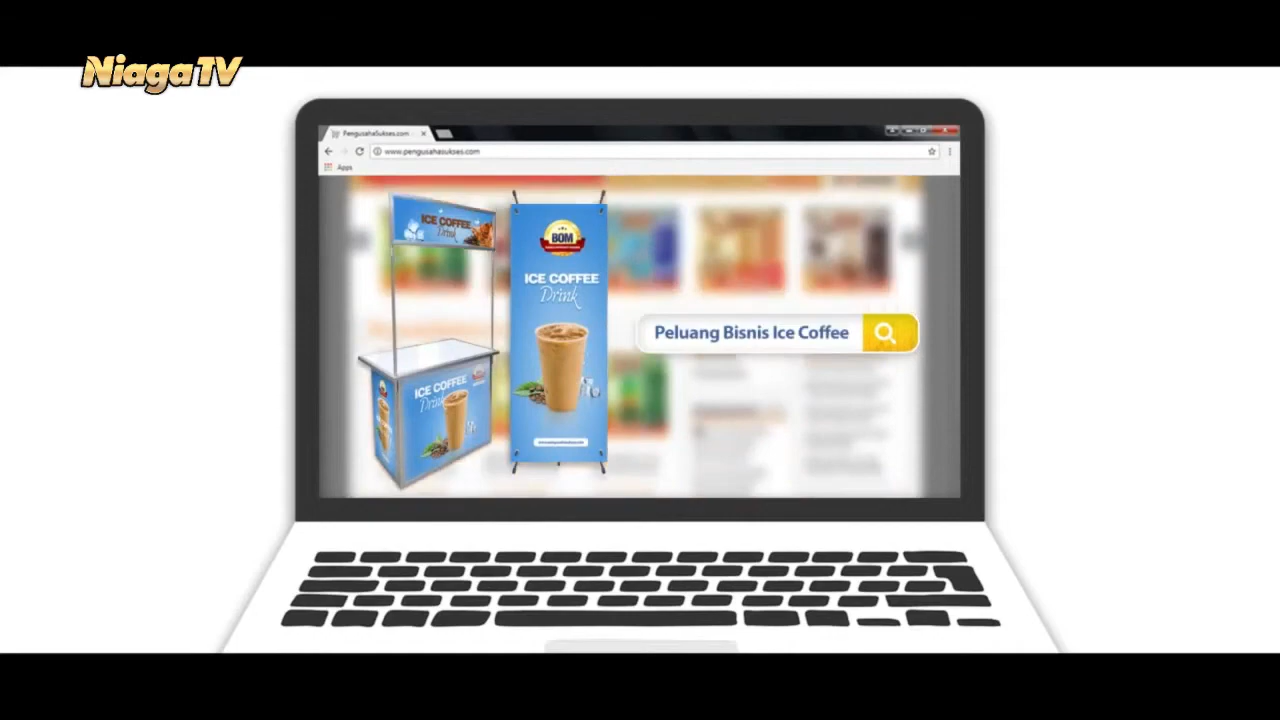 NiagaTV
PengusahaSukses.com
www.pengusahasukses.com
Apps
ICE COFFEE
Drink
BOM
ICE COFFEE
Drink
Peluang Bisnis Ice Coffee
ICE COFFEE
Drink